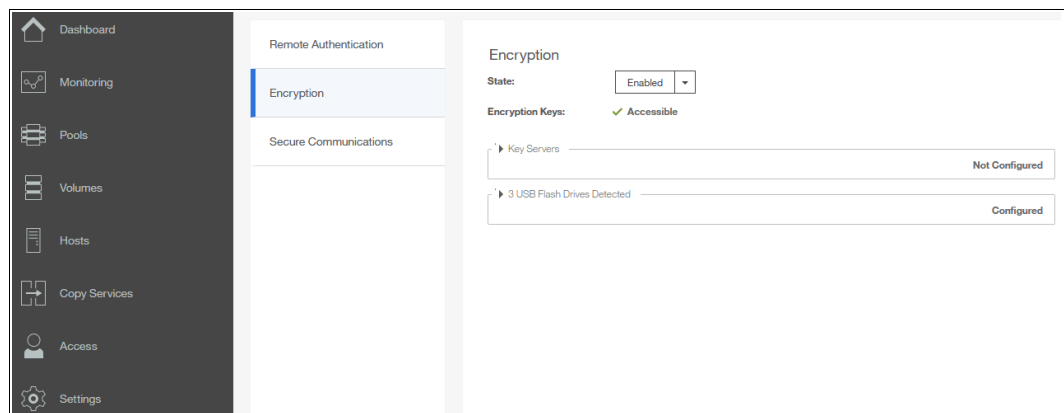 Dashboard
Monitoring
Pools
Volumes
Hosts
Copy Services
Access
Settings
Remote Authentication
Encryption
Secure Communications
Encryption
State: Enabled
Encryption Keys: Accessible
Key Servers
Not Configured
3 USB Flash Drives Detected
Configured